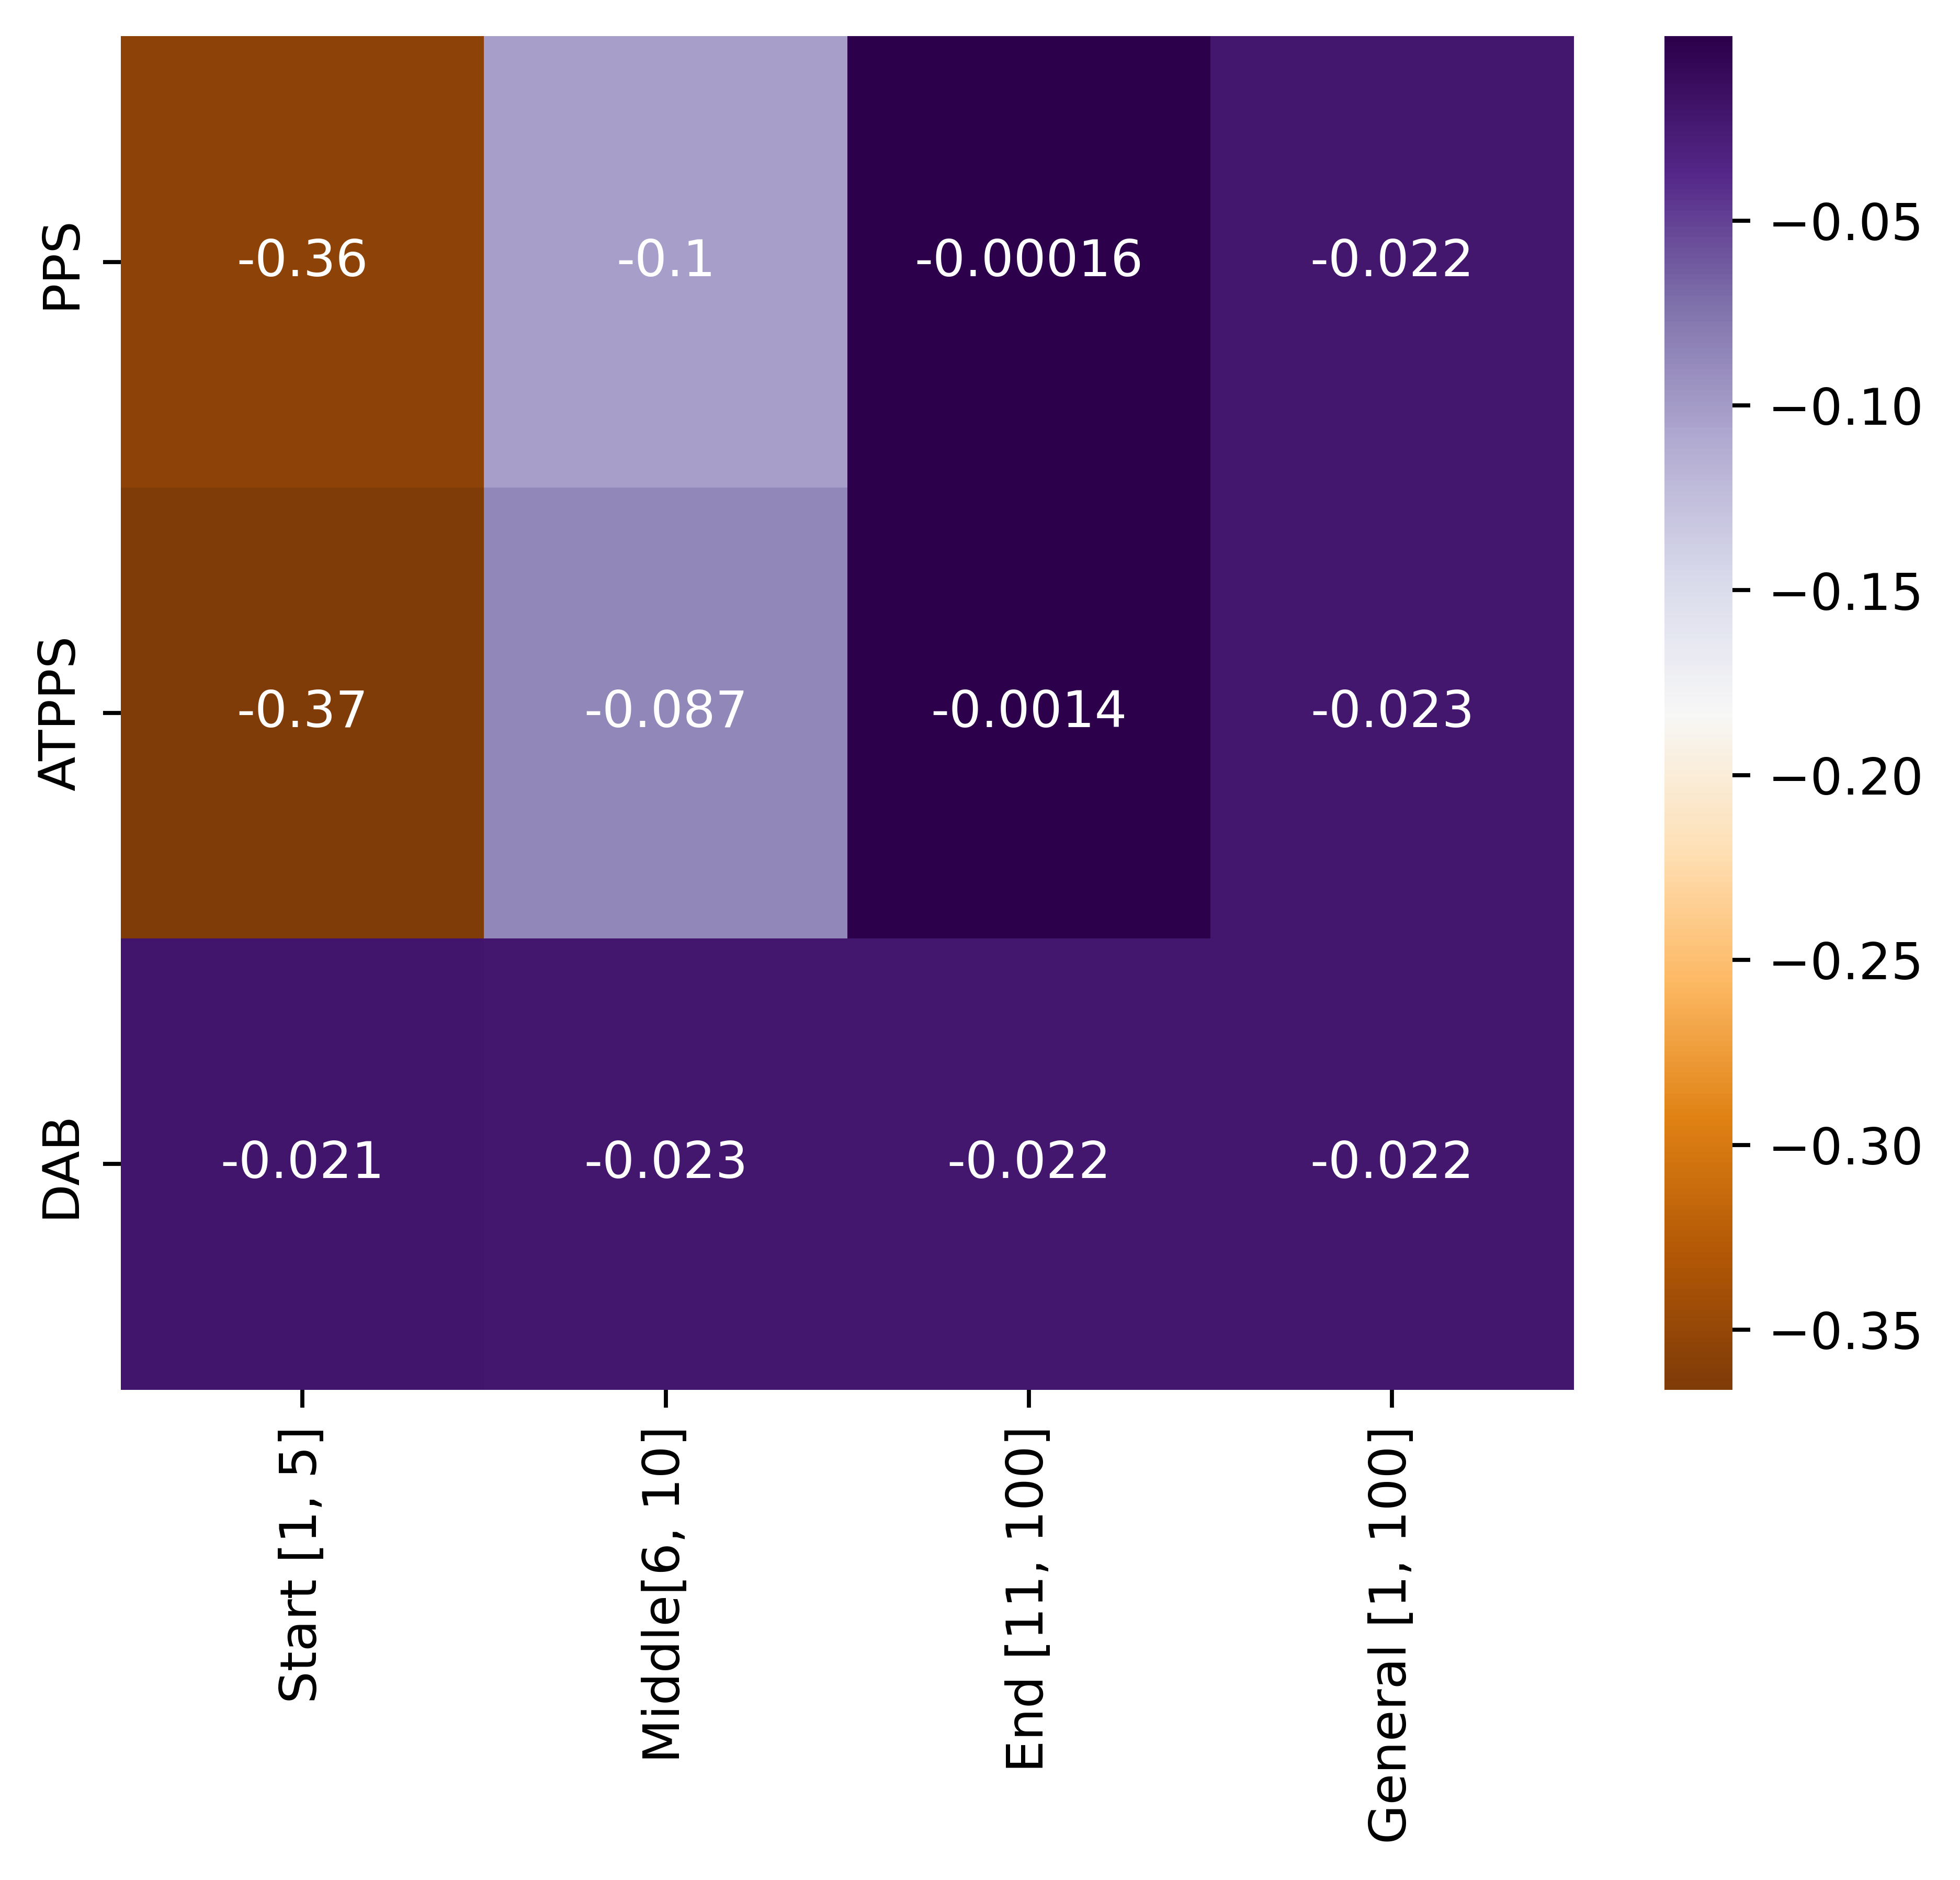 PPS
-0.36
-0.1
-0.00016
-0.022
ATPPS
-0.37
-0.087
-0.0014
-0.023
DAB
-0.021
-0.023
-0.022
-0.022
Start [1, 5]
Middle[6, 10]
End [11, 100]
General [1, 100]
−0.05
−0.10
−0.15
−0.20
−0.25
−0.30
−0.35